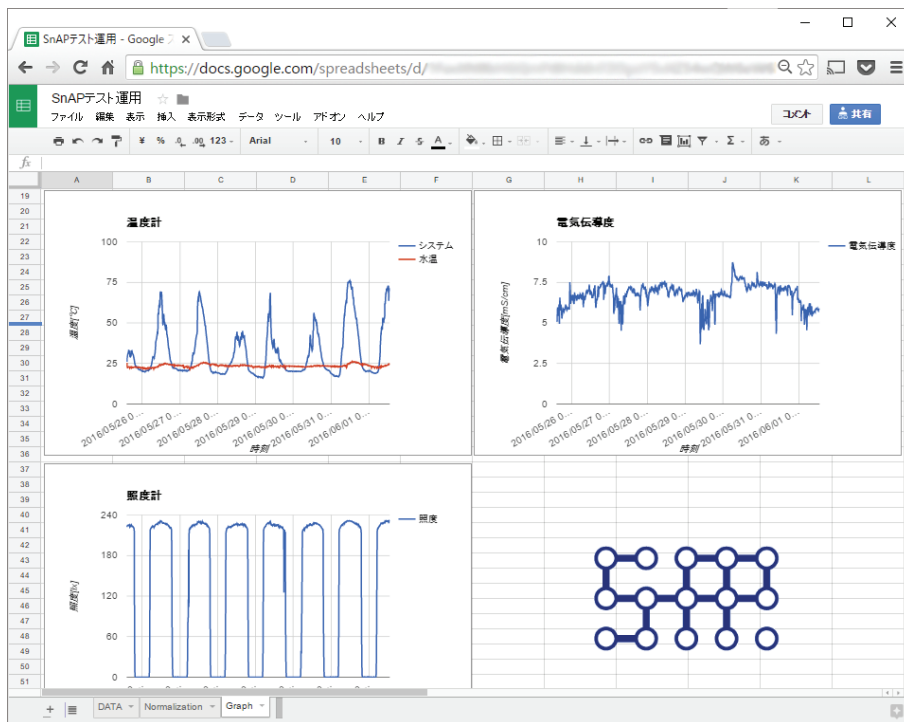 SnAPテスト運用 - Google ス
https://docs.google.com/spreadsheets/d/
SnAPテスト運用
ファイル 編集 表示 挿入 表示形式 データ ツール アドオン ヘルプ
コメント
共有
¥ % .0 .00 123 Arial 10 B I S A Σ あ
fx
A B C D E F G H I J K L
19
20
21
22
23
24
25
26
27
28
29
30
31
32
33
34
35
36
37
38
39
40
41
42
43
44
45
46
47
48
49
50
51
温度計
100
75
50
25
0
温度[℃]
システム
水温
2016/05/26 0...
2016/05/27 0...
2016/05/28 0...
2016/05/29 0...
2016/05/30 0...
2016/05/31 0...
2016/06/01 0...
時刻
電気伝導度
10
7.5
5
2.5
0
電気伝導度[mS/cm]
電気伝導度
2016/05/26 0...
2016/05/27 0...
2016/05/28 0...
2016/05/29 0...
2016/05/30 0...
2016/05/31 0...
2016/06/01 0...
時刻
照度計
240
180
120
60
0
照度[lx]
照度
DATA Normalization Graph